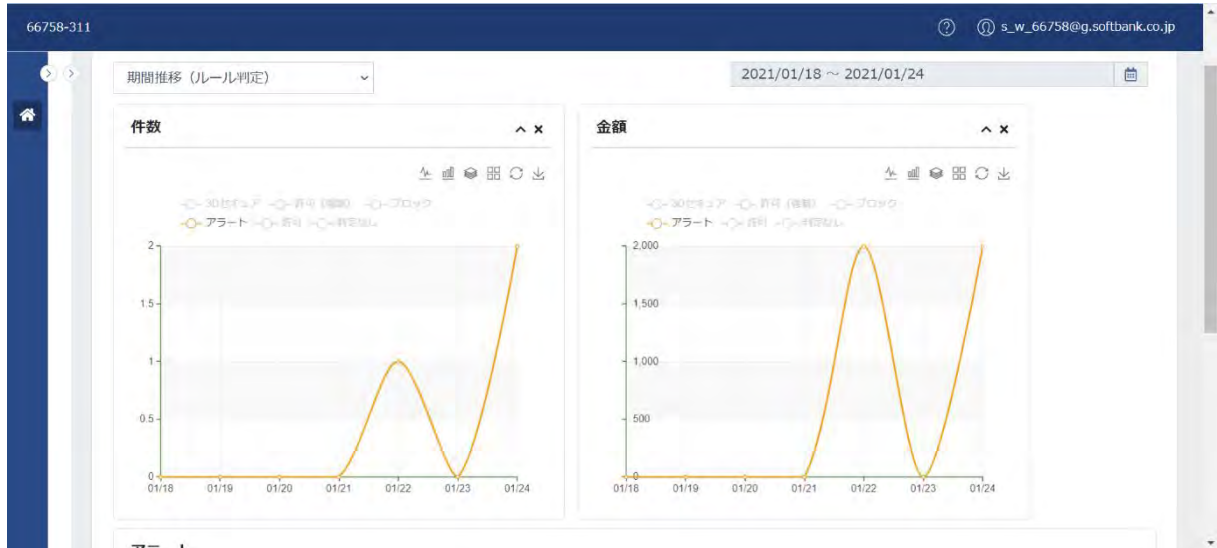 66758-311
s_w_66758@g.softbank.co.jp
期間推移（ルール判定）
2021/01/18 ～ 2021/01/24
件数
3Dセキュア 許可 (複数) ブロック
アラート 許可 判定なし
2
1.5
1
0.5
0
01/18 01/19 01/20 01/21 01/22 01/23 01/24
金額
3Dセキュア 許可 (複数) ブロック
アラート 許可 判定なし
2,000
1,500
1,000
500
0
01/18 01/19 01/20 01/21 01/22 01/23 01/24